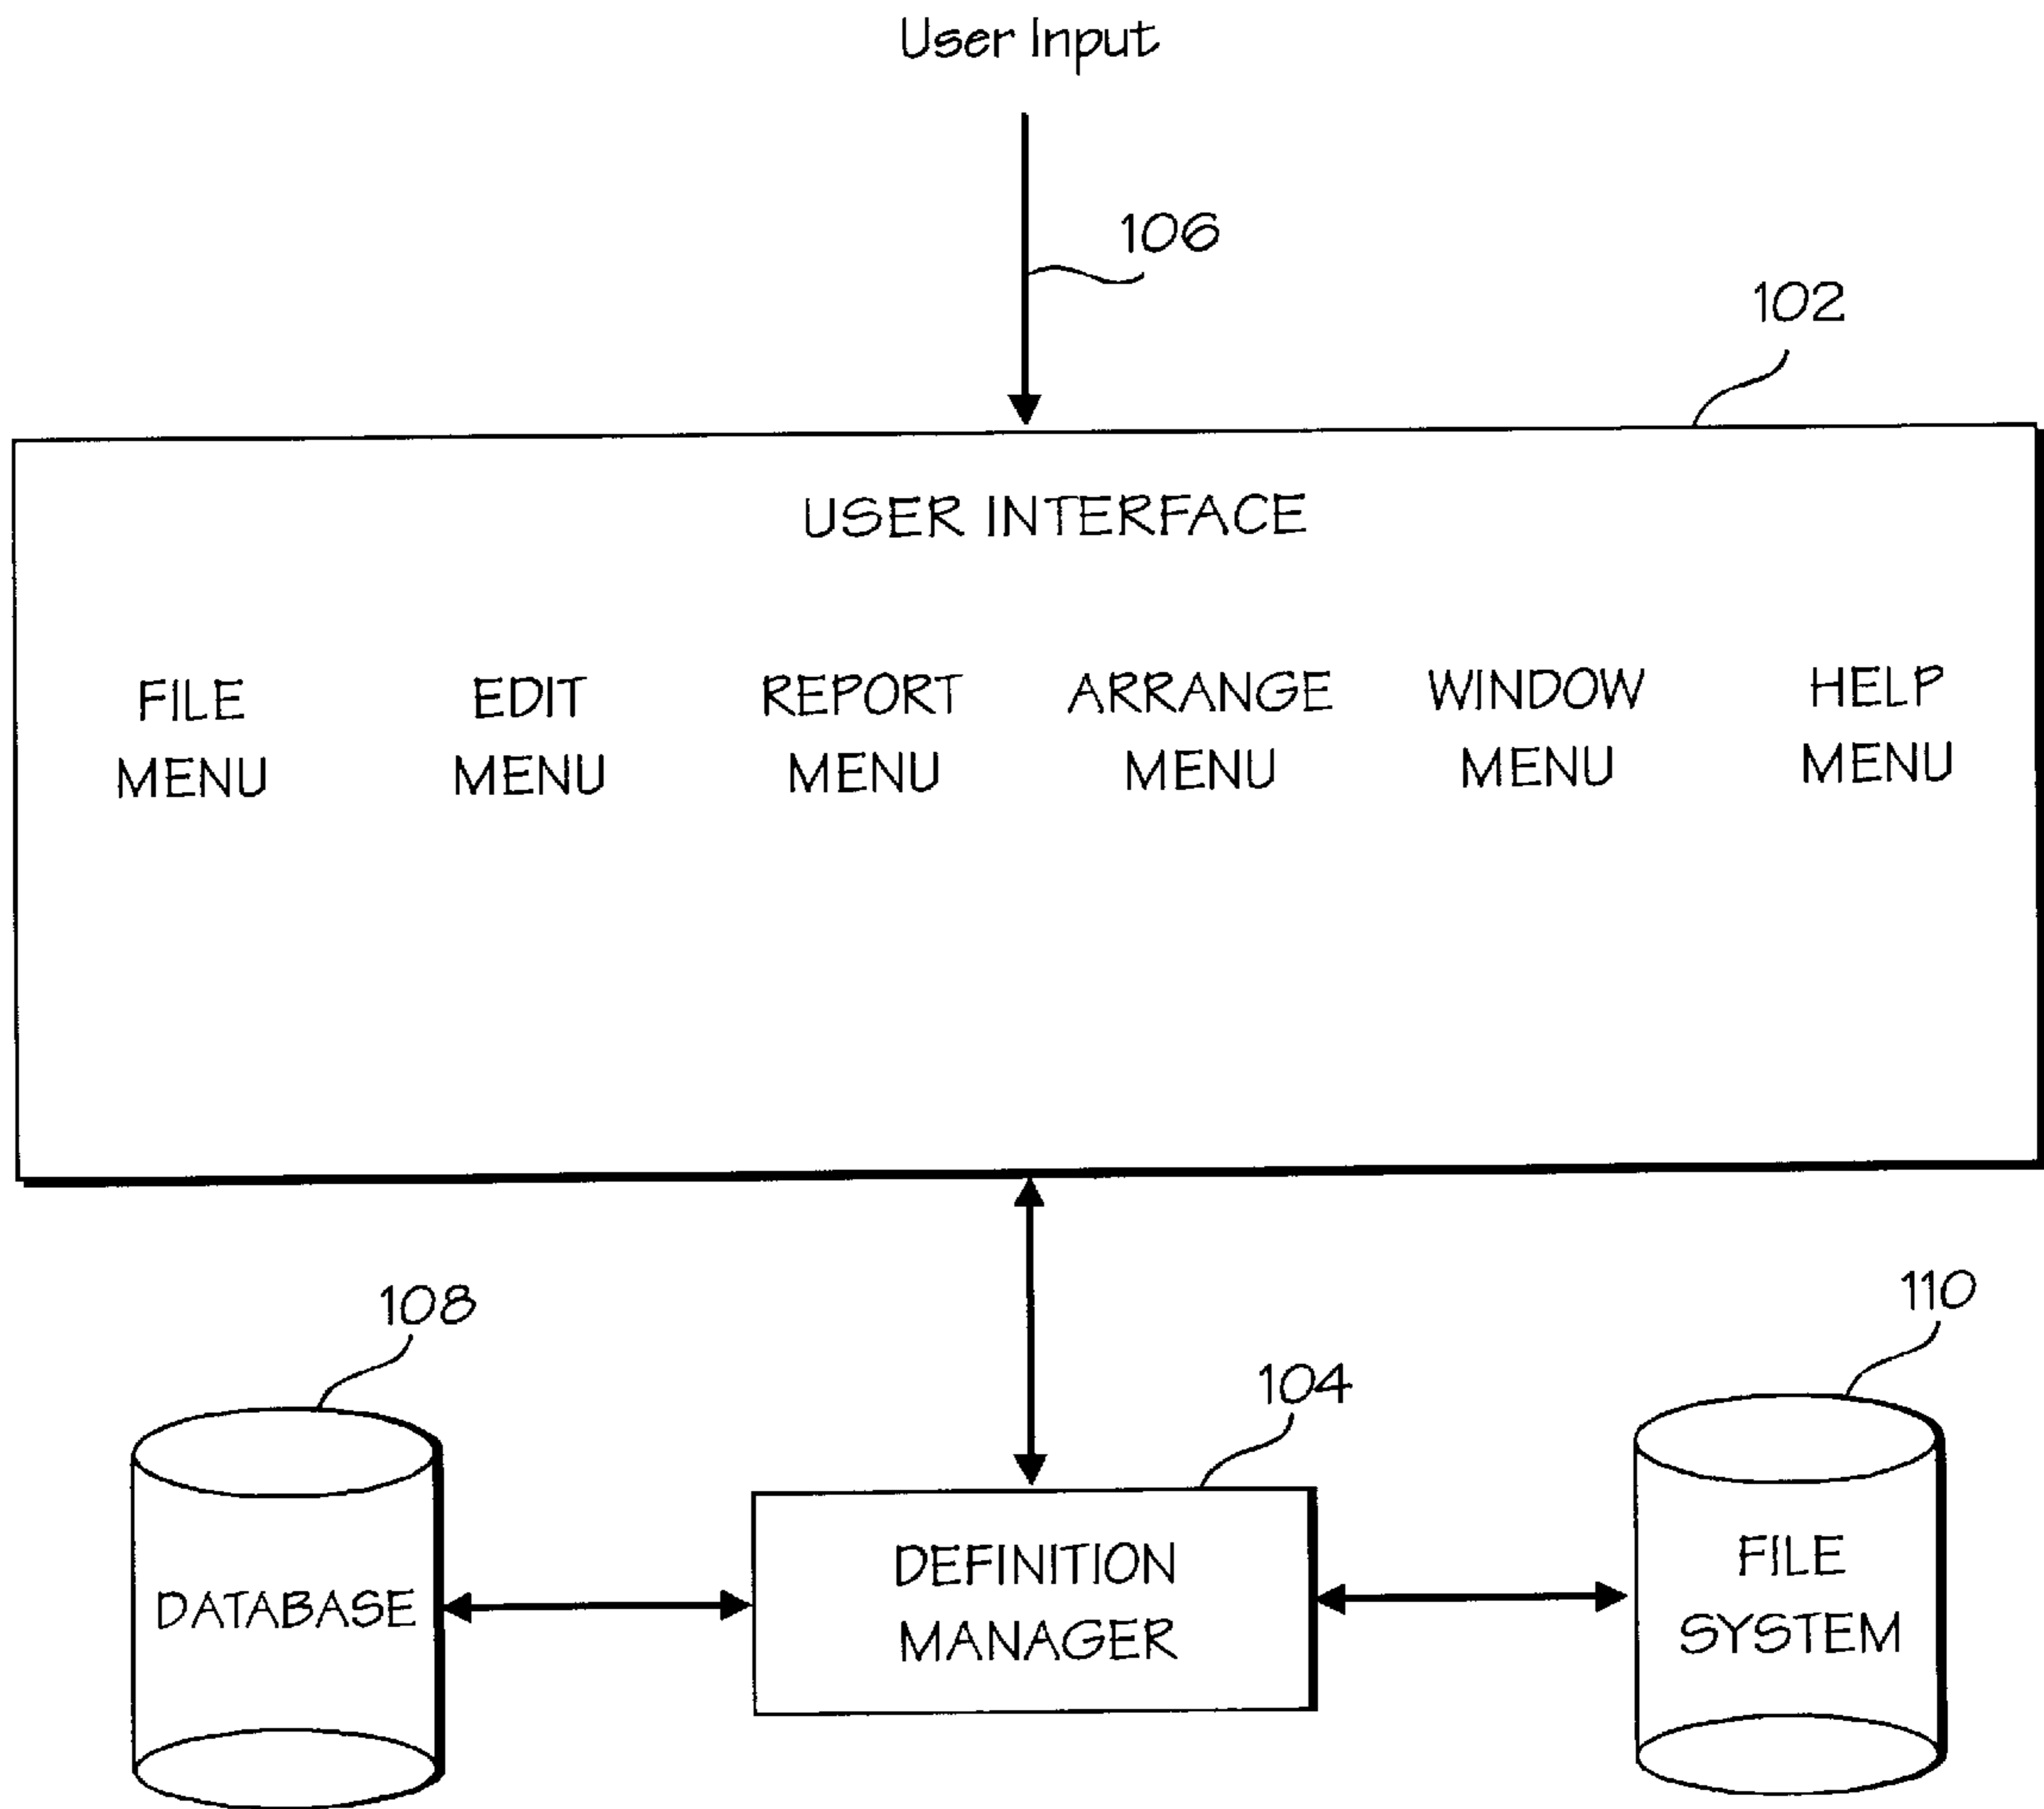 User Input
106
102
USER INTERFACE
FILE MENU
EDIT MENU
REPORT MENU
ARRANGE MENU
WINDOW MENU
HELP MENU
108
110
104
DATABASE
DEFINITION
MANAGER
FILE
SYSTEM